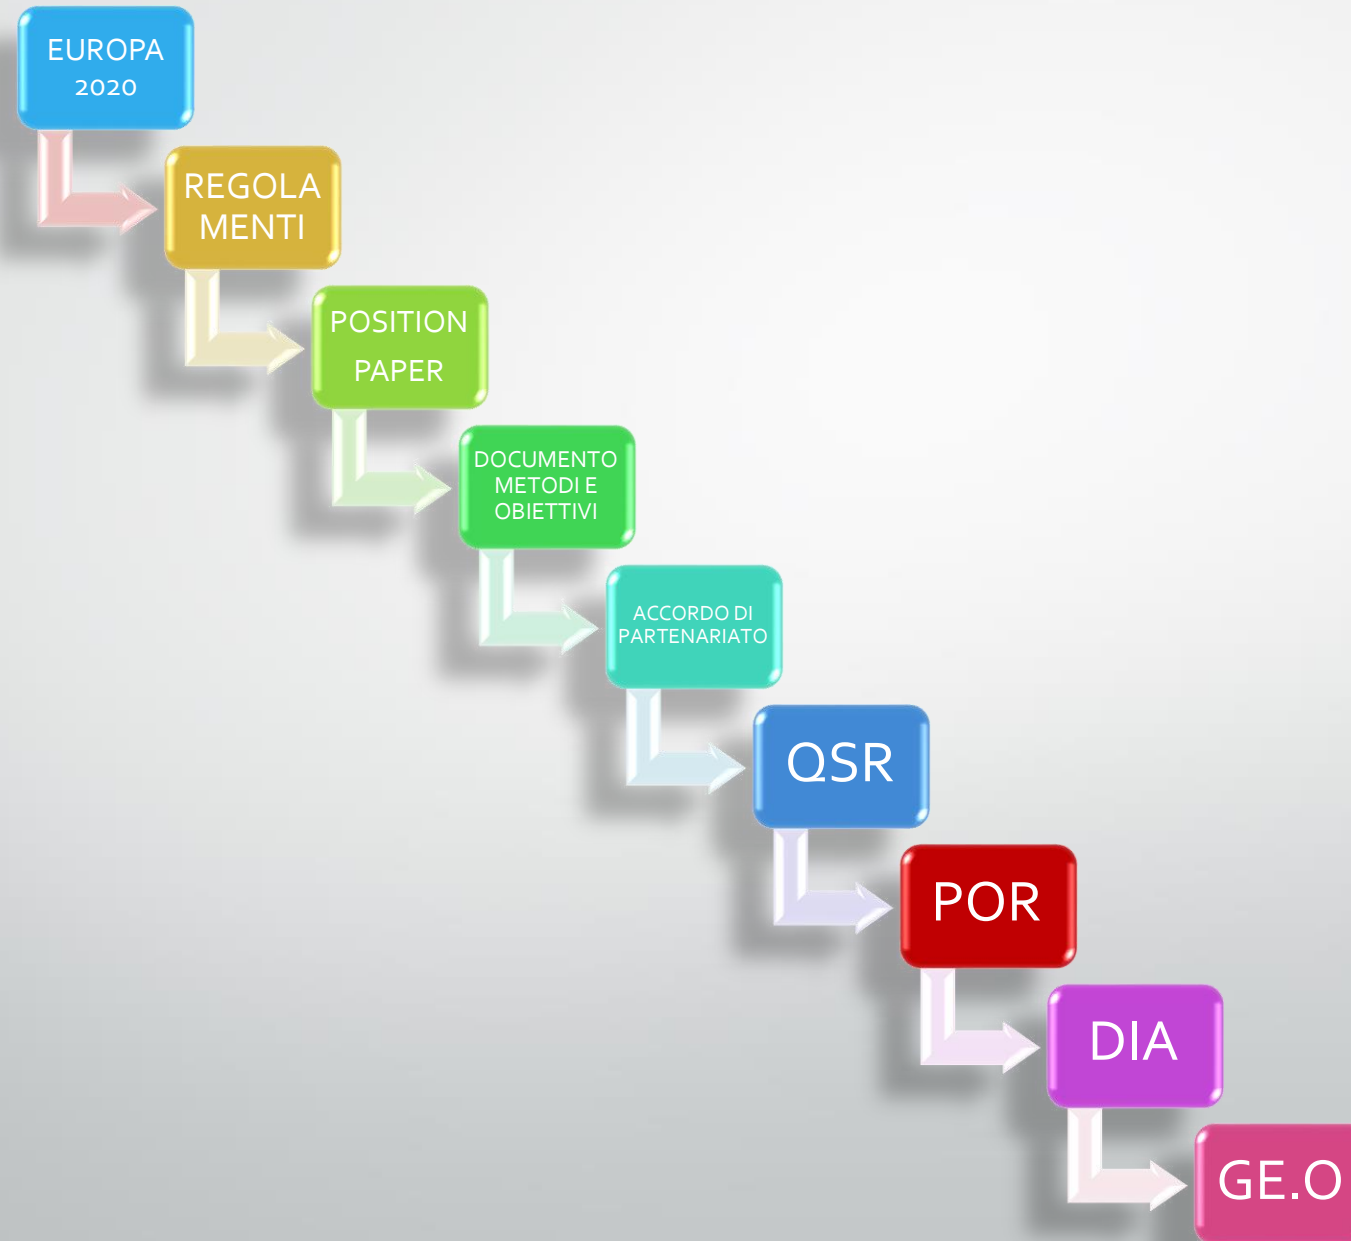 EUROPA
2020
REGOLA
MENTI
POSITION
PAPER
DOCUMENTO
METODI E
OBIETTIVI
ACCORDO DI
PARTENARIATO
QSR
POR
DIA
GE.O